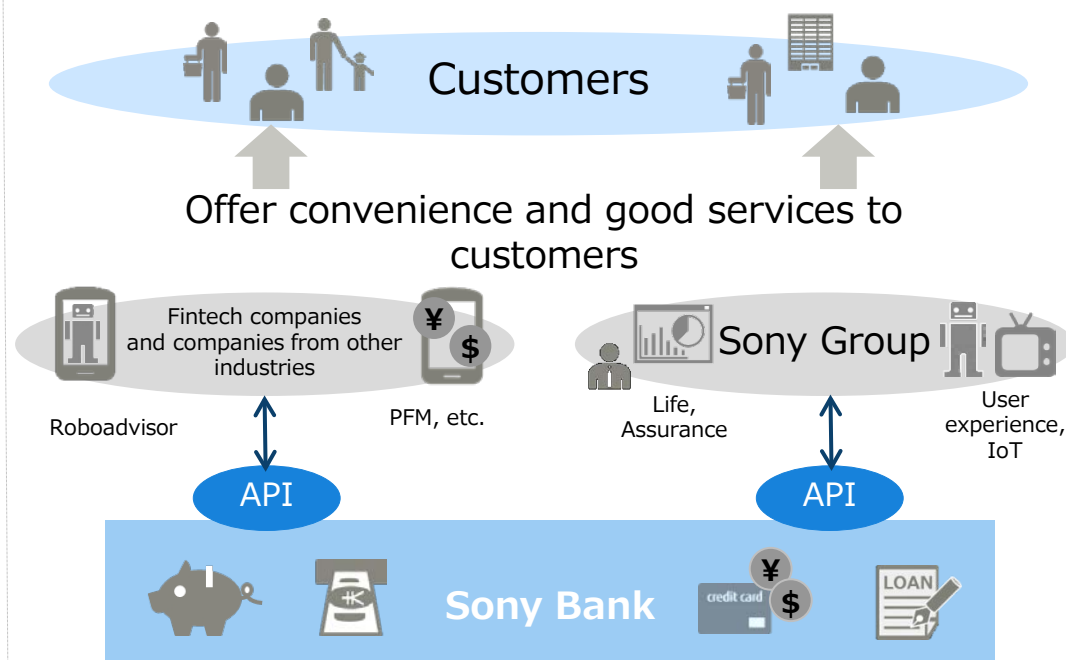 Customers
Offer convenience and good services to
customers
Fintech companies
and companies from other
industries
¥
$
Sony Group
Roboadvisor
PFM, etc.
Life,
Assurance
User
experience,
IoT
API
API
Sony Bank
credit card
¥
$
LOAN